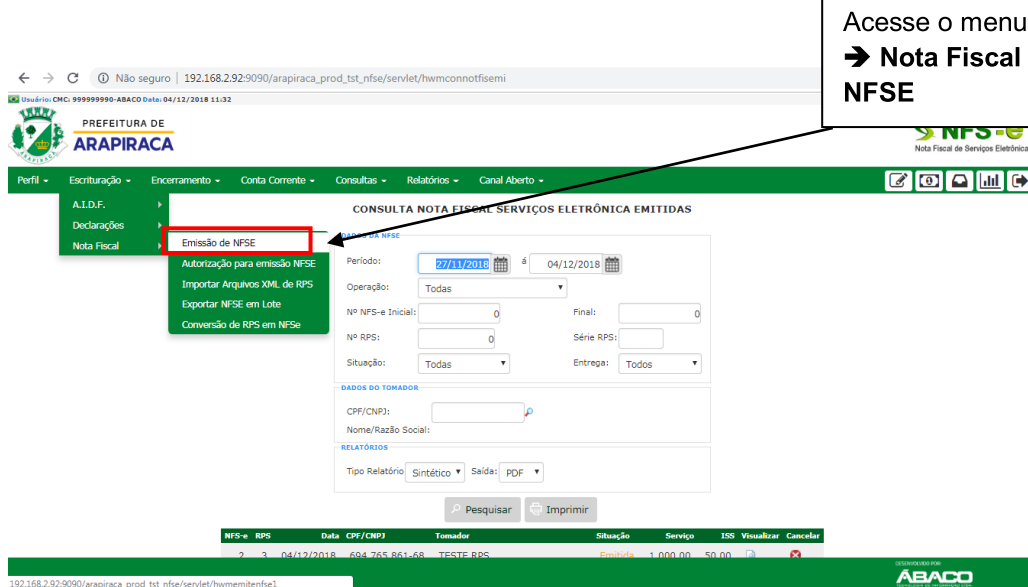 Acesse o menu
➔ Nota Fiscal
NFSE
Não seguro | 192.168.2.92:9090/arapiraca_prod_tst_nfse/servlet/hwmconnotfisemi
Usuário: CMC: 999999990-ABACO Data: 04/12/2018 11:32
PREFEITURA DE
ARAPIRACA
ARAPIRACA
NFS-e
Nota Fiscal de Serviços Eletrônica
Perfil Escrituração Encerramento Conta Corrente Consultas Relatórios Canal Aberto
A.I.D.F.
Declarações
Nota Fiscal
Emissão de NFSE
Autorização para emissão NFSE
Importar Arquivos XML de RPS
Exportar NFSE em Lote
Conversão de RPS em NFSe
CONSULTA NOTA FISCAL SERVIÇOS ELETRÔNICA EMITIDAS
DADOS DA NFSE
Período: 27/11/2018 á 04/12/2018
Operação: Todas
Nº NFS-e Inicial: 0 Final: 0
Nº RPS: 0 Série RPS:
Situação: Todas Entrega: Todos
DADOS DO TOMADOR
CPF/CNPJ:
Nome/Razão Social:
RELATÓRIOS
Tipo Relatório Sintético Saída: PDF
Pesquisar Imprimir
NFS-e RPS Data CPF/CNPJ Tomador Situação Serviço ISS Visualizar Cancelar
2 3 04/12/2018 694.765.861-68 TESTE RPS Emitida 1.000,00 50,00
DESENVOLVIDO POR:
ÁBACO
192.168.2.92:9090/arapiraca_prod_tst_nfse/servlet/hwmemitenfse1